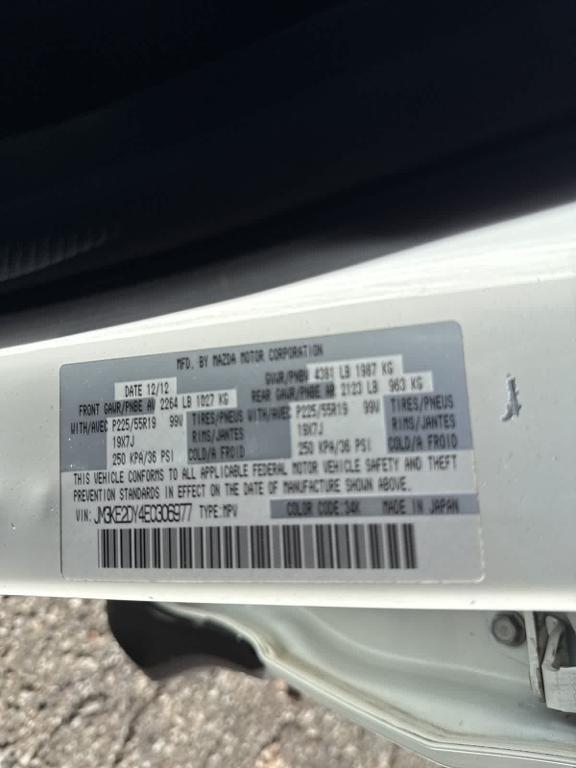 MFD. BY MAZDA MOTOR CORPORATION
DATE 12/12 GVWR/PNBV 4381 LB 1987 KG
FRONT GAWR/PNBE AV 2264 LB 1027 KG REAR GAWR/PNBE AR 2123 LB 963 KG
WITH/AVEC P225/55R19 99V TIRES/PNEUS WITH/AVEC P225/55R19 99V TIRES/PNEUS
19X7J RIMS/JANTES 19X7J RIMS/JANTES
250 KPA/36 PSI COLD/A FROID 250 KPA/36 PSI COLD/A FROID
THIS VEHICLE CONFORMS TO ALL APPLICABLE FEDERAL MOTOR VEHICLE SAFETY AND THEFT
PREVENTION STANDARDS IN EFFECT ON THE DATE OF MANUFACTURE SHOWN ABOVE.
VIN: JM3KE2DY4E0306977 TYPE: MPV COLOR CODE: 34K MADE IN JAPAN